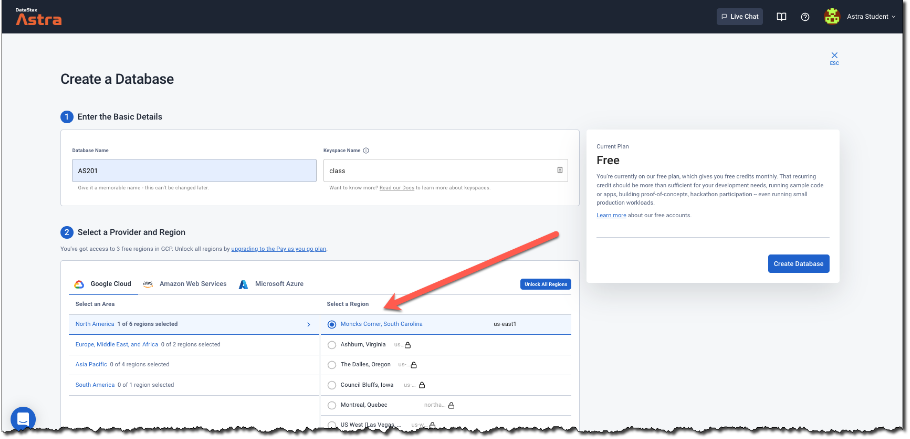 DataStax
Astra
Live Chat
Astra Student
ESC
Create a Database
1 Enter the Basic Details
Database Name
Keyspace Name
AS201
class
Give it a memorable name - this can't be changed later.
Want to know more? Read our Docs to learn more about keyspaces.
Current Plan
Free
You're currently on our free plan, which gives you free credits monthly. That recurring
credit should be more than sufficient for your development needs, running sample code
or apps, building proof-of-concepts, hackathon participation – even running small
production workloads.
Learn more about our free accounts.
Create Database
2 Select a Provider and Region
You've got access to 3 free regions in GCP. Unlock all regions by upgrading to the Pay as you go plan.
Google Cloud
Amazon Web Services
Microsoft Azure
Unlock All Regions
Select an Area
Select a Region
North America 1 of 6 regions selected
Moncks Corner, South Carolina us east1
Europe, Middle East, and Africa 0 of 2 regions selected
Ashburn, Virginia us.
Asia Pacific 0 of 4 regions selected
The Dalles, Oregon us-
South America 0 of 1 region selected
Council Bluffs, Iowa us ...
Montreal, Quebec northa...
US West (Las Vegas,